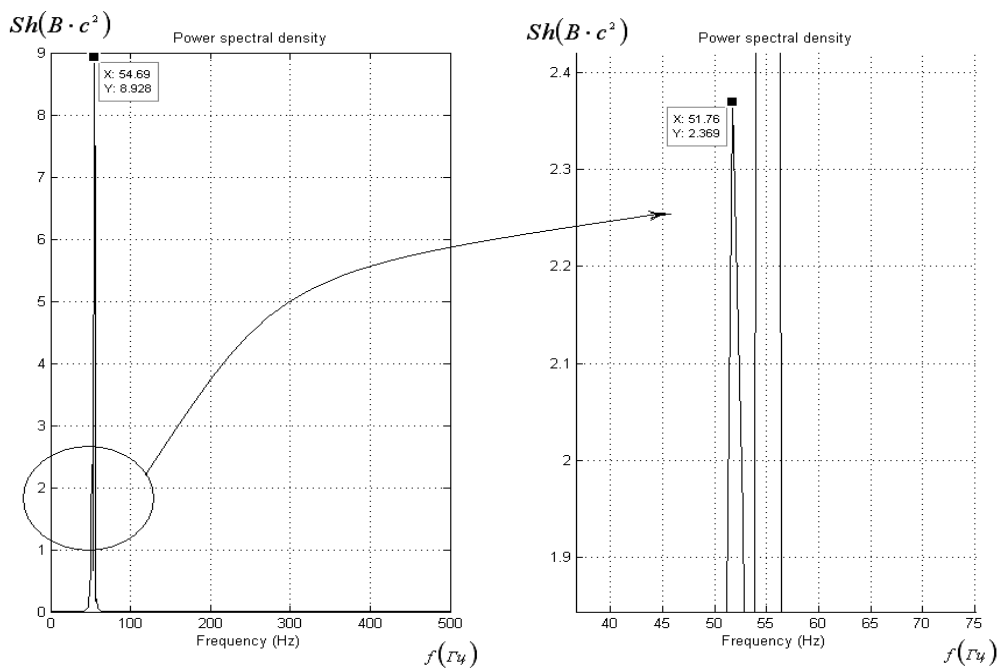 Sh(B · c²)
Power spectral density
9
X: 54.69
Y: 8.928
8
7
6
5
4
3
2
1
0
0 100 200 300 400 500
Frequency (Hz)
f(Гц)
Sh(B · c²)
Power spectral density
2.4
X: 51.76
Y: 2.369
2.3
2.2
2.1
2
1.9
40 45 50 55 60 65 70 75
Frequency (Hz)
f(Гц)